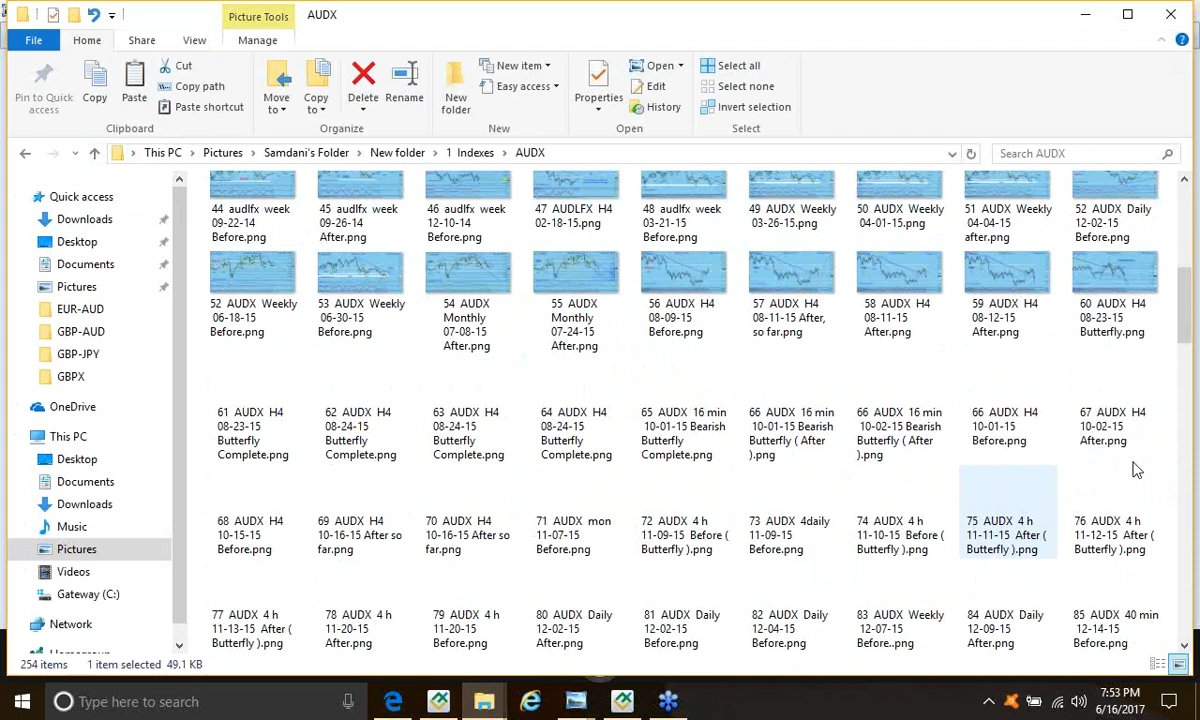 Picture Tools
AUDX
File
Home
Share
View
Manage
Pin to Quick access
Copy
Paste
Cut
Copy path
Paste shortcut
Clipboard
Move to
Copy to
Delete
Rename
Organize
New folder
New item
Easy access
New
Properties
Open
Edit
History
Open
Select all
Select none
Invert selection
Select
This PC > Pictures > Samdani's Folder > New folder > 1 Indexes > AUDX
Search AUDX
Quick access
Downloads
Desktop
Documents
Pictures
EUR-AUD
GBP-AUD
GBP-JPY
GBPX
OneDrive
This PC
Desktop
Documents
Downloads
Music
Pictures
Videos
Gateway (C:)
Network
44 audlfx week 09-22-14 Before.png
45 audlfx week 09-26-14 After.png
46 audlfx week 12-10-14 Before.png
47 AUDLFX H4 02-18-15.png
48 audlfx week 03-21-15 Before.png
49 AUDX Weekly 03-26-15.png
50 AUDX Weekly 04-01-15.png
51 AUDX Weekly 04-04-15 after.png
52 AUDX Daily 12-02-15 Before.png
52 AUDX Weekly 06-18-15 Before.png
53 AUDX Weekly 06-30-15 Before.png
54 AUDX Monthly 07-08-15 After.png
55 AUDX Monthly 07-24-15 After.png
56 AUDX H4 08-09-15 Before.png
57 AUDX H4 08-11-15 After, so far.png
58 AUDX H4 08-11-15 After.png
59 AUDX H4 08-12-15 After.png
60 AUDX H4 08-23-15 Butterfly.png
61 AUDX H4 08-23-15 Butterfly Complete.png
62 AUDX H4 08-24-15 Butterfly Complete.png
63 AUDX H4 08-24-15 Butterfly Complete.png
64 AUDX H4 08-24-15 Butterfly Complete.png
65 AUDX 16 min 10-01-15 Bearish Butterfly Complete.png
66 AUDX 16 min 10-01-15 Bearish Butterfly ( After ).png
66 AUDX 16 min 10-02-15 Bearish Butterfly ( After ).png
66 AUDX H4 10-01-15 Before.png
67 AUDX H4 10-02-15 After.png
68 AUDX H4 10-15-15 Before.png
69 AUDX H4 10-16-15 After so far.png
70 AUDX H4 10-16-15 After so far.png
71 AUDX mon 11-07-15 Before.png
72 AUDX 4 h 11-09-15 Before ( Butterfly ).png
73 AUDX 4daily 11-09-15 Before.png
74 AUDX 4 h 11-10-15 Before ( Butterfly ).png
75 AUDX 4 h 11-11-15 After ( Butterfly ).png
76 AUDX 4 h 11-12-15 After ( Butterfly ).png
77 AUDX 4 h 11-13-15 After ( Butterfly ).png
78 AUDX 4 h 11-20-15 After.png
79 AUDX 4 h 11-20-15 Before.png
80 AUDX Daily 12-02-15 After.png
81 AUDX Daily 12-02-15 Before.png
82 AUDX Daily 12-04-15 Before.png
83 AUDX Weekly 12-07-15 Before..png
84 AUDX Daily 12-09-15 After.png
85 AUDX 40 min 12-14-15 Before.png
254 items
1 item selected 49.1 KB
Type here to search
7:53 PM
6/16/2017